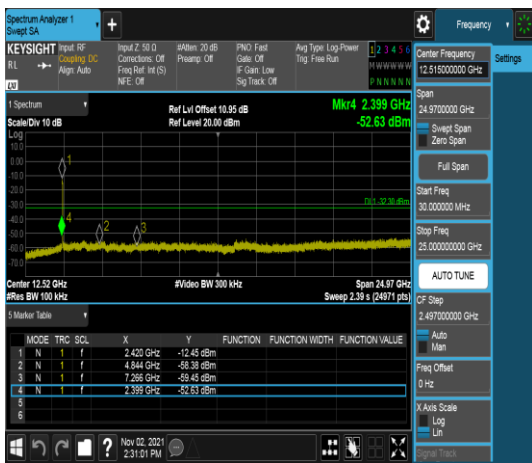 Spectrum Analyzer 1
Swept SA
Frequency
KEYSIGHT
RL
LXI
Input: RF
Coupling: DC
Align: Auto
Input Z: 50 Ω
Corrections: Off
Freq Ref: Int (S)
NFE: Off
#Atten: 20 dB
Preamp: Off
PNO: Fast
Gate: Off
IF Gain: Low
Sig Track: Off
Avg Type: Log-Power
Trig: Free Run
1 2 3 4 5 6
M W W W W W
P N N N N N
Center Frequency
12.515000000 GHz
Settings
Span
24.9700000 GHz
Swept Span
Zero Span
Full Span
Start Freq
30.000000 MHz
Stop Freq
25.000000000 GHz
AUTO TUNE
CF Step
2.497000000 GHz
Auto
Man
Freq Offset
0 Hz
X Axis Scale
Log
Lin
Signal Track
1 Spectrum
Scale/Div 10 dB
Ref Lvl Offset 10.95 dB
Ref Level 20.00 dBm
Mkr4 2.399 GHz
-52.63 dBm
Log
10.0
0.00
-10.0
-20.0
-30.0
-40.0
-50.0
-60.0
-70.0
1
4
2
3
DL1 -32.30 dBm
Center 12.52 GHz
#Res BW 100 kHz
#Video BW 300 kHz
Span 24.97 GHz
Sweep 2.39 s (24971 pts)
5 Marker Table
MODE TRC SCL X Y FUNCTION FUNCTION WIDTH FUNCTION VALUE
1 N 1 f 2.420 GHz -12.45 dBm
2 N 1 f 4.844 GHz -58.38 dBm
3 N 1 f 7.266 GHz -59.45 dBm
4 N 1 f 2.399 GHz -52.63 dBm
5
6
?
Nov 02, 2021
2:31:01 PM